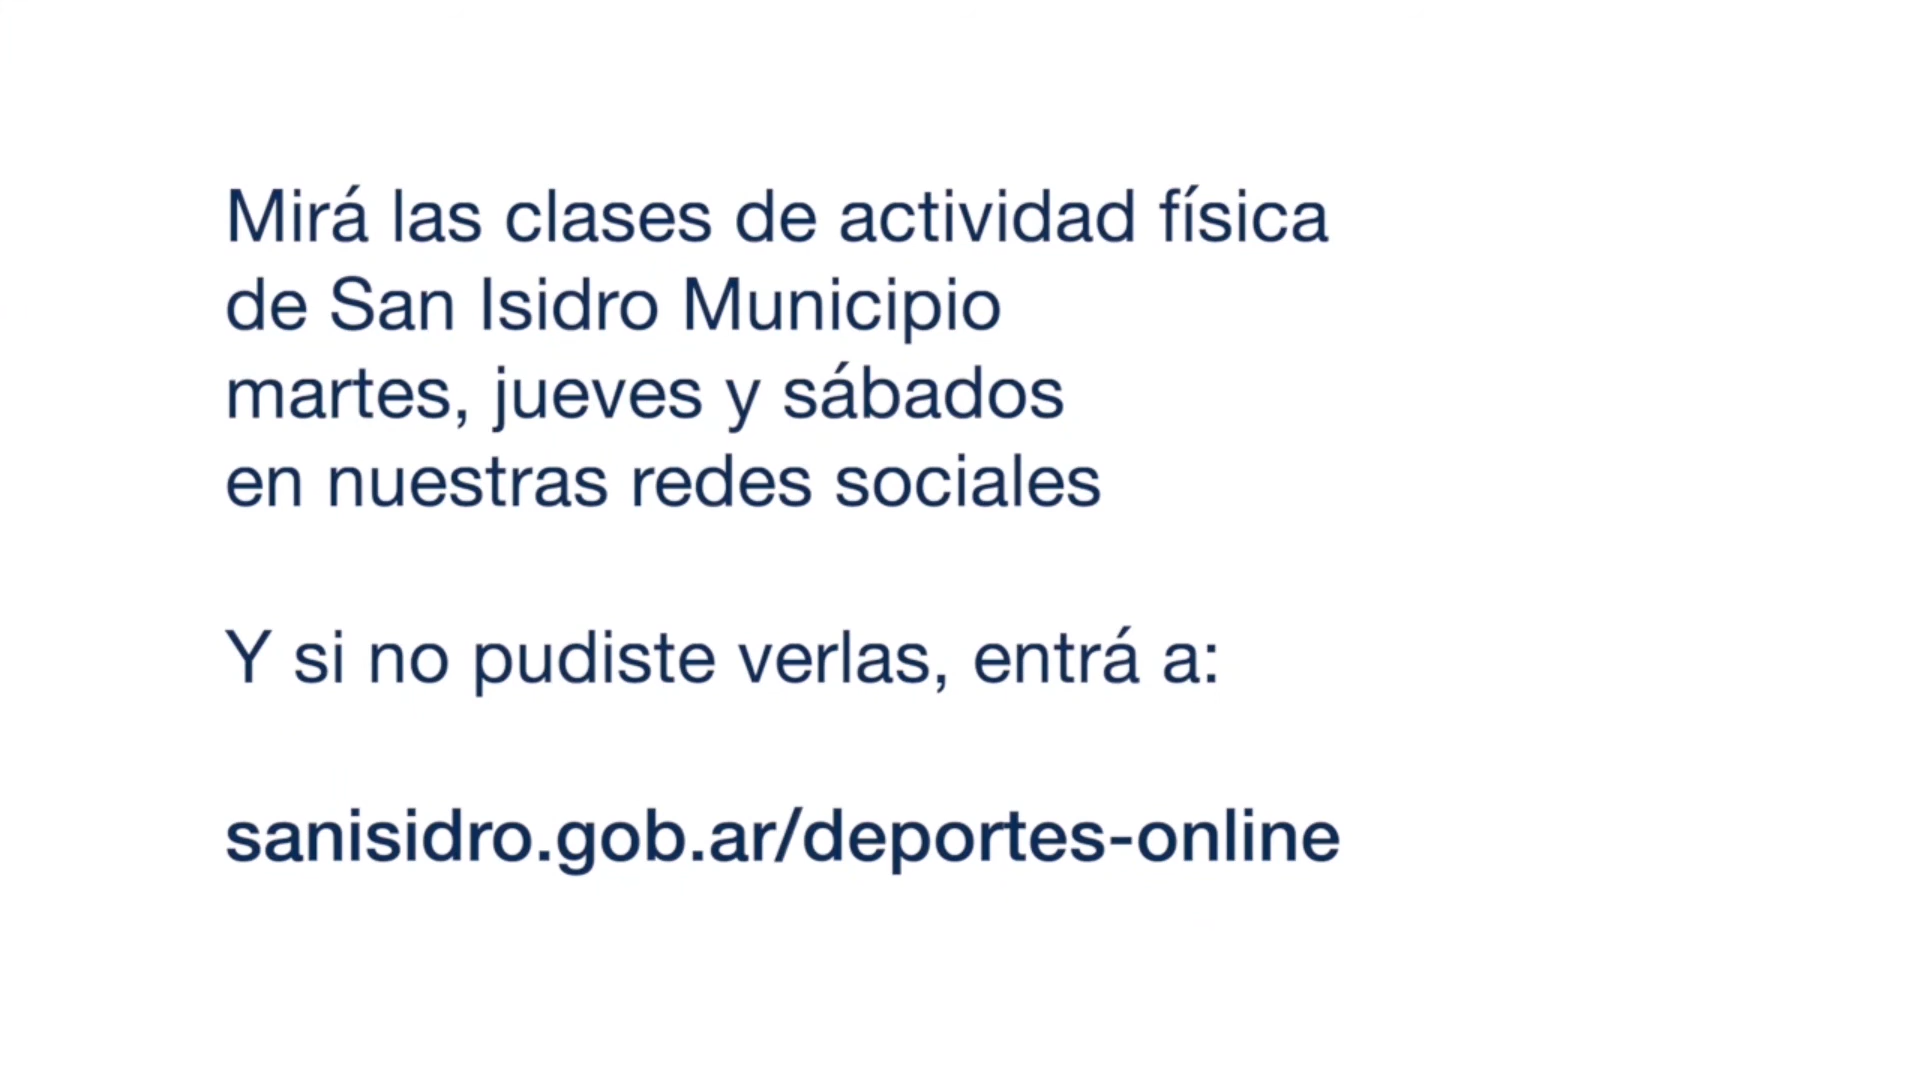 Mirá las clases de actividad física
de San Isidro Municipio
martes, jueves y sábados
en nuestras redes sociales
Y si no pudiste verlas, entrá a:
sanisidro.gob.ar/deportes-online